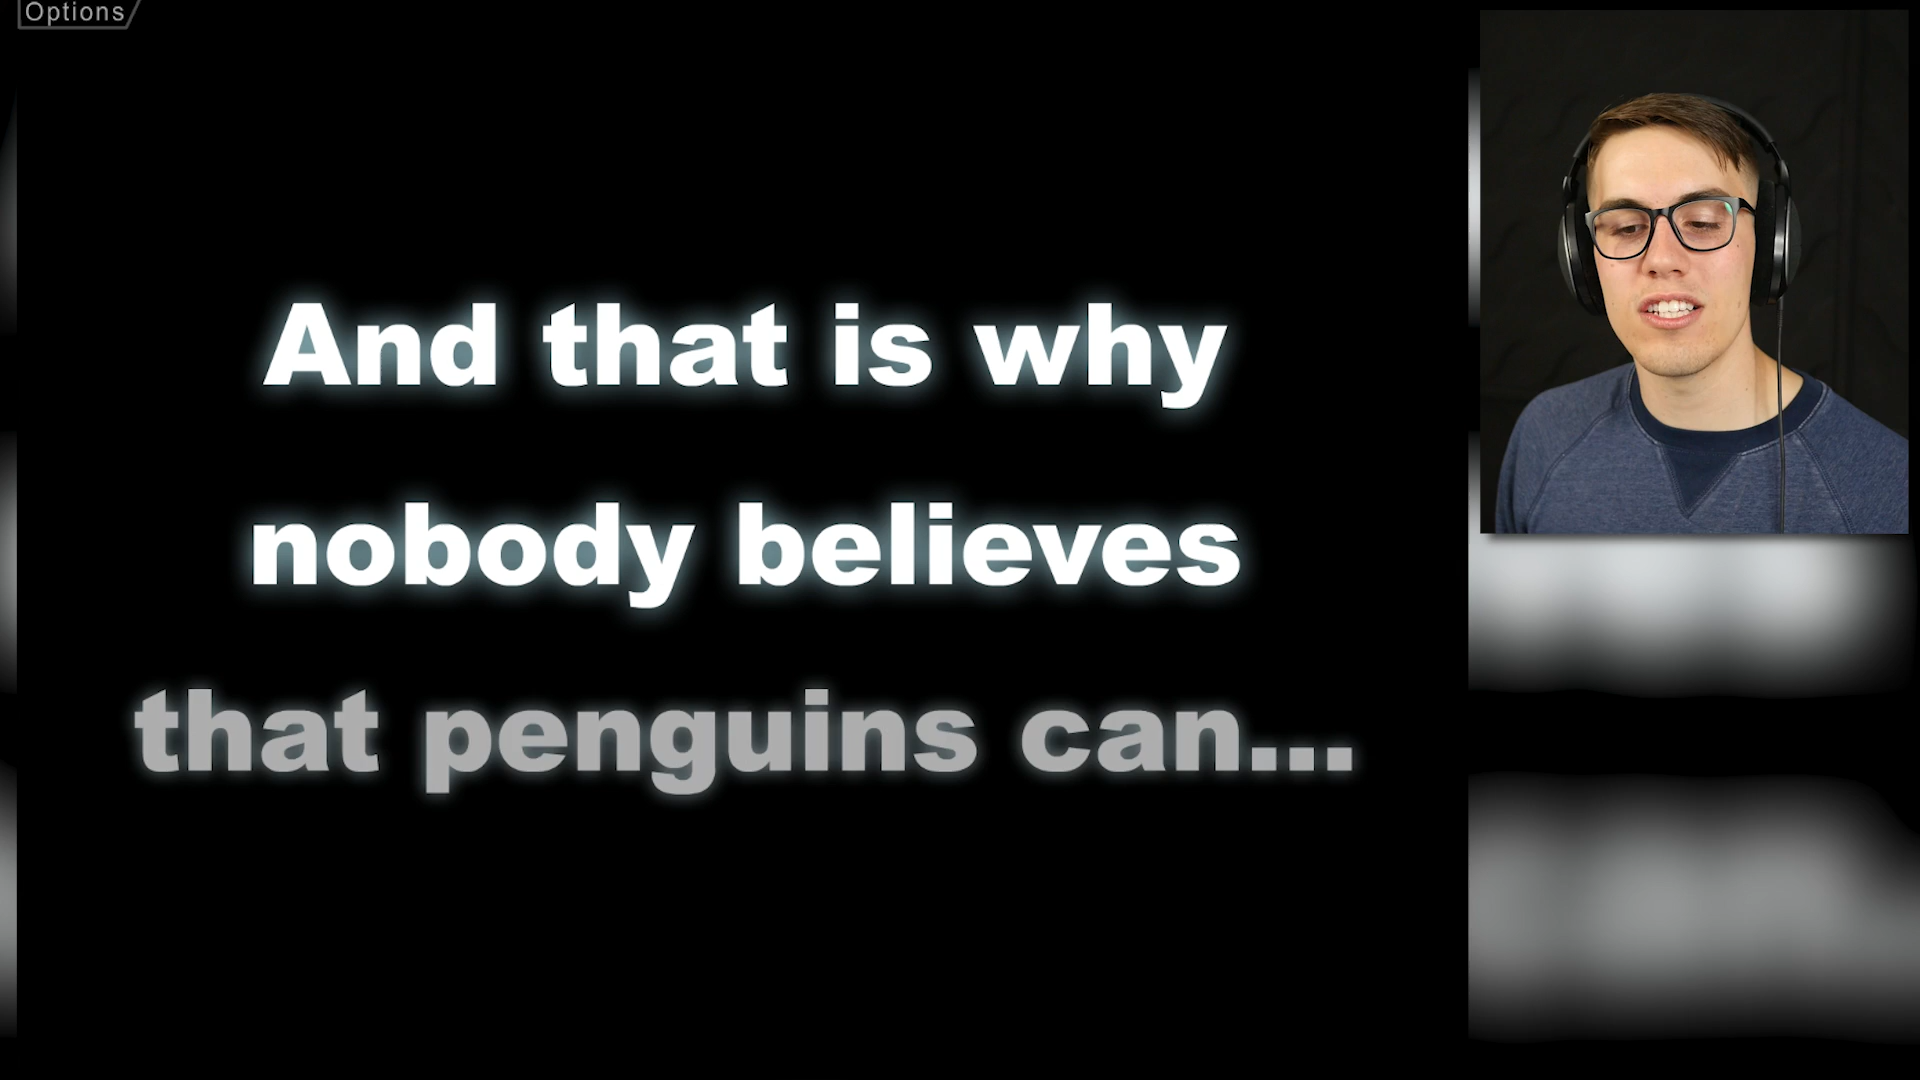 Options
And that is why
nobody believes
that penguins can...